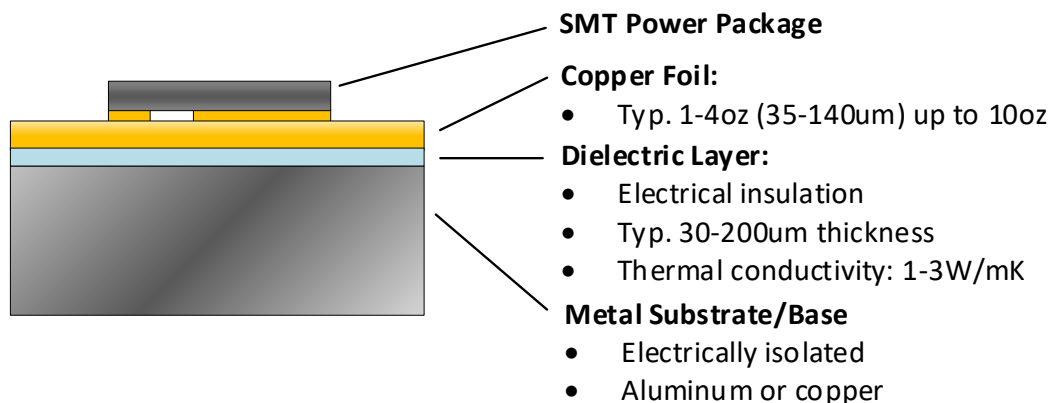 SMT Power Package
Copper Foil:
• Typ. 1-4oz (35-140um) up to 10oz
Dielectric Layer:
• Electrical insulation
• Typ. 30-200um thickness
• Thermal conductivity: 1-3W/mK
Metal Substrate/Base
• Electrically isolated
• Aluminum or copper